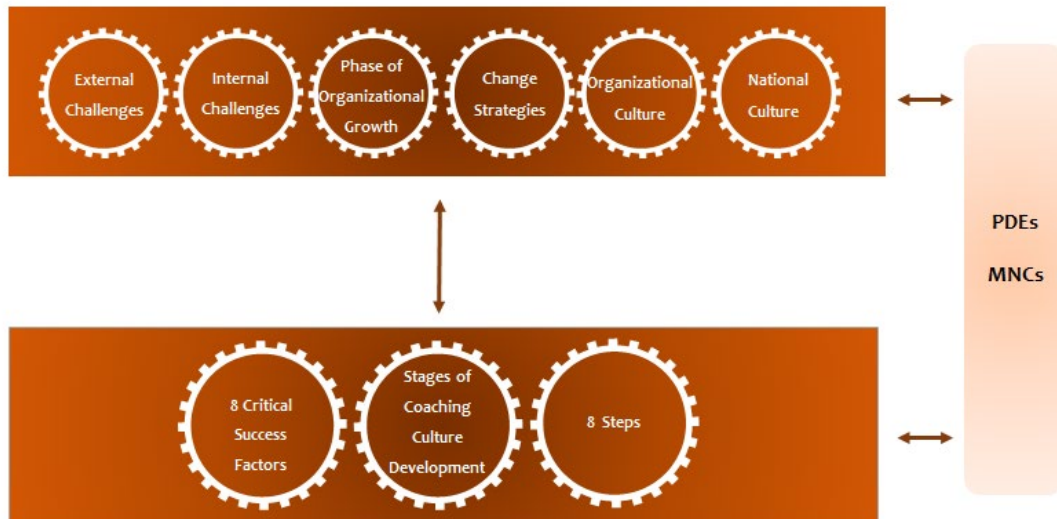 External
Challenges
Internal
Challenges
Phase of
Organizational
Growth
Change
Strategies
Organizational
Culture
National
Culture
PDEs
MNCs
8 Critical
Success
Factors
Stages of
Coaching
Culture
Development
8 Steps